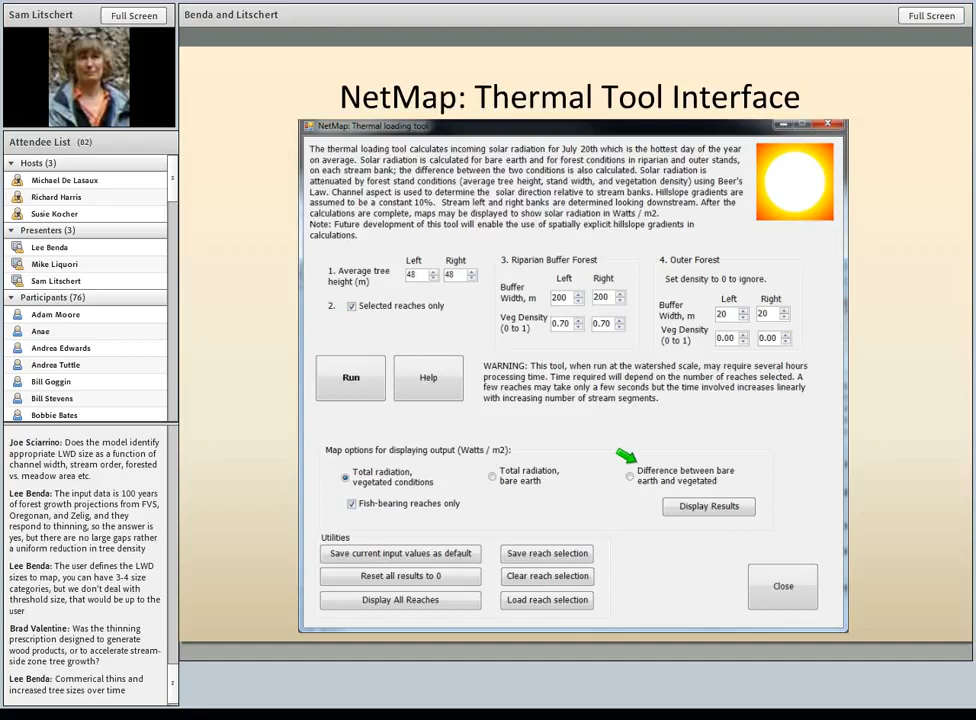 Sam Litschert
Full Screen
Benda and Litschert
Full Screen
Attendee List (82)
Hosts (3)
Michael De Lasaux
Richard Harris
Susie Kocher
Presenters (3)
Lee Benda
Mike Liquori
Sam Litschert
Participants (76)
Adam Moore
Anae
Andrea Edwards
Andrea Tuttle
Bill Goggin
Bill Stevens
Bobbie Bates
Joe Sciarrino: Does the model identify
appropriate LWD size as a function of
channel width, stream order, forested
vs. meadow area etc.
Lee Benda: The input data is 100 years
of forest growth projections from FVS,
Oregonan, and Zelig, and they
respond to thinning, so the answer is
yes, but there are no large gaps rather
a uniform reduction in tree density
Lee Benda: The user defines the LWD
sizes to map, you can have 3-4 size
categories, but we don't deal with
threshold size, that would be up to the
user
Brad Valentine: Was the thinning
prescription designed to generate
wood products, or to accelerate stream-
side zone tree growth?
Lee Benda: Commerical thins and
increased tree sizes over time
NetMap: Thermal Tool Interface
NetMap: Thermal loading tool
The thermal loading tool calculates incoming solar radiation for July 20th which is the hottest day of the year
on average. Solar radiation is calculated for bare earth and for forest conditions in riparian and outer stands,
on each stream bank; the difference between the two conditions is also calculated. Solar radiation is
attenuated by forest stand conditions (average tree height, stand width, and vegetation density) using Beer's
Law. Channel aspect is used to determine the solar direction relative to stream banks. Hillslope gradients are
assumed to be a constant 10%. Stream left and right banks are determined looking downstream. After the
calculations are complete, maps may be displayed to show solar radiation in Watts / m2.
Note: Future development of this tool will enable the use of spatially explicit hillslope gradients in
calculations.
Left Right
1. Average tree
height (m)
48 48
2. Selected reaches only
3. Riparian Buffer Forest
Left Right
Buffer
Width, m
200 200
Veg Density
(0 to 1)
0.70 0.70
4. Outer Forest
Set density to 0 to ignore.
Left Right
Buffer
Width, m
20 20
Veg Density
(0 to 1)
0.00 0.00
Run
Help
WARNING: This tool, when run at the watershed scale, may require several hours
processing time. Time required will depend on the number of reaches selected. A
few reaches may take only a few seconds but the time involved increases linearly
with increasing number of stream segments.
Map options for displaying output (Watts / m2):
Total radiation,
vegetated conditions
Total radiation,
bare earth
Difference between bare
earth and vegetated
Fish-bearing reaches only
Display Results
Utilities
Save current input values as default
Save reach selection
Reset all results to 0
Clear reach selection
Display All Reaches
Load reach selection
Close